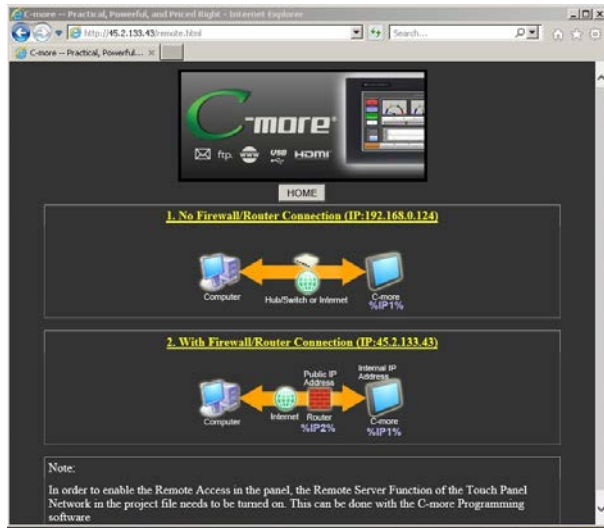 C-more -- Practical, Powerful, and Priced Right - Internet Explorer
http://45.2.133.43/remote.html
Search...
C-more -- Practical, Powerful...
C-more
ftp. www USB HDMI
HOME
1. No Firewall/Router Connection (IP:192.168.0.124)
Computer
Hub/Switch or Internet
C-more
%IP1%
2. With Firewall/Router Connection (IP:45.2.133.43)
Public IP
Address
Internal IP
Address
Computer
Internet
Router
%IP2%
C-more
%IP1%
Note:
In order to enable the Remote Access in the panel, the Remote Server Function of the Touch Panel
Network in the project file needs to be turned on. This can be done with the C-more Programming
software